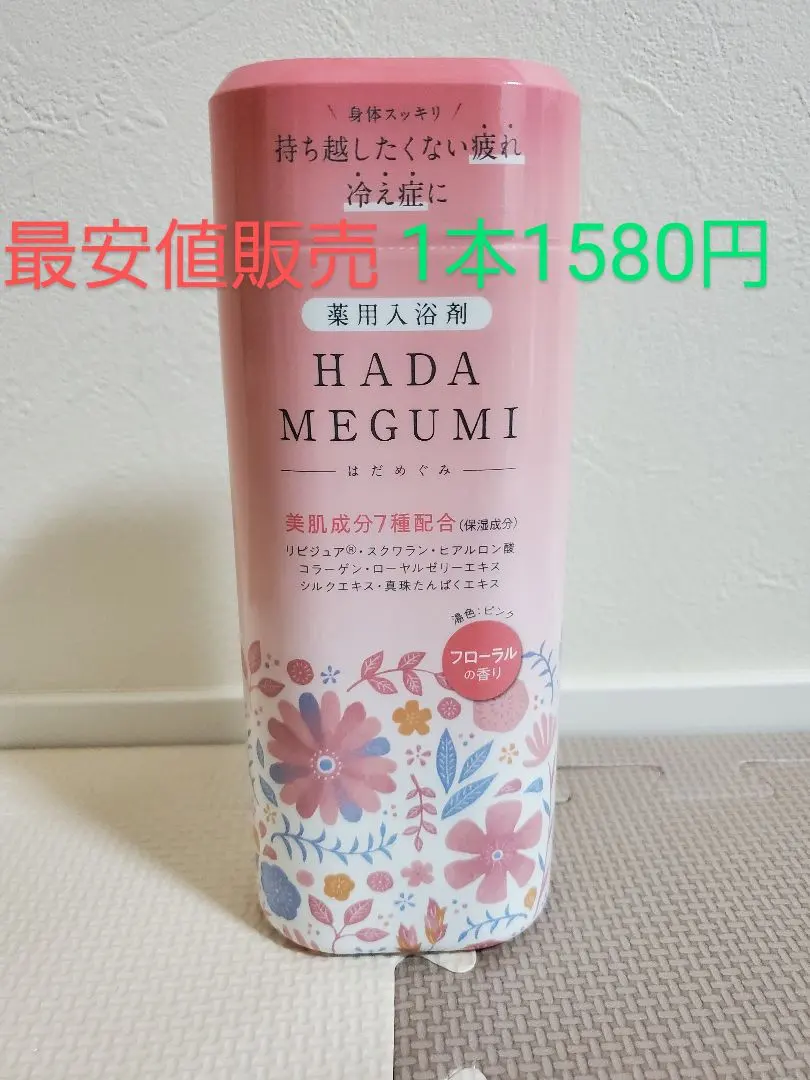 身体スッキリ
持ち越したくない疲れ
冷え症に
最安値販売 1本1580円
薬用入浴剤
HADA
MEGUMI
はだめぐみ
美肌成分7種配合(保湿成分)
リピジュア®・スクワラン・ヒアルロン酸
コラーゲン・ローヤルゼリーエキス
シルクエキス・真珠たんぱくエキス
湯色:ピンク
フローラル
の香り